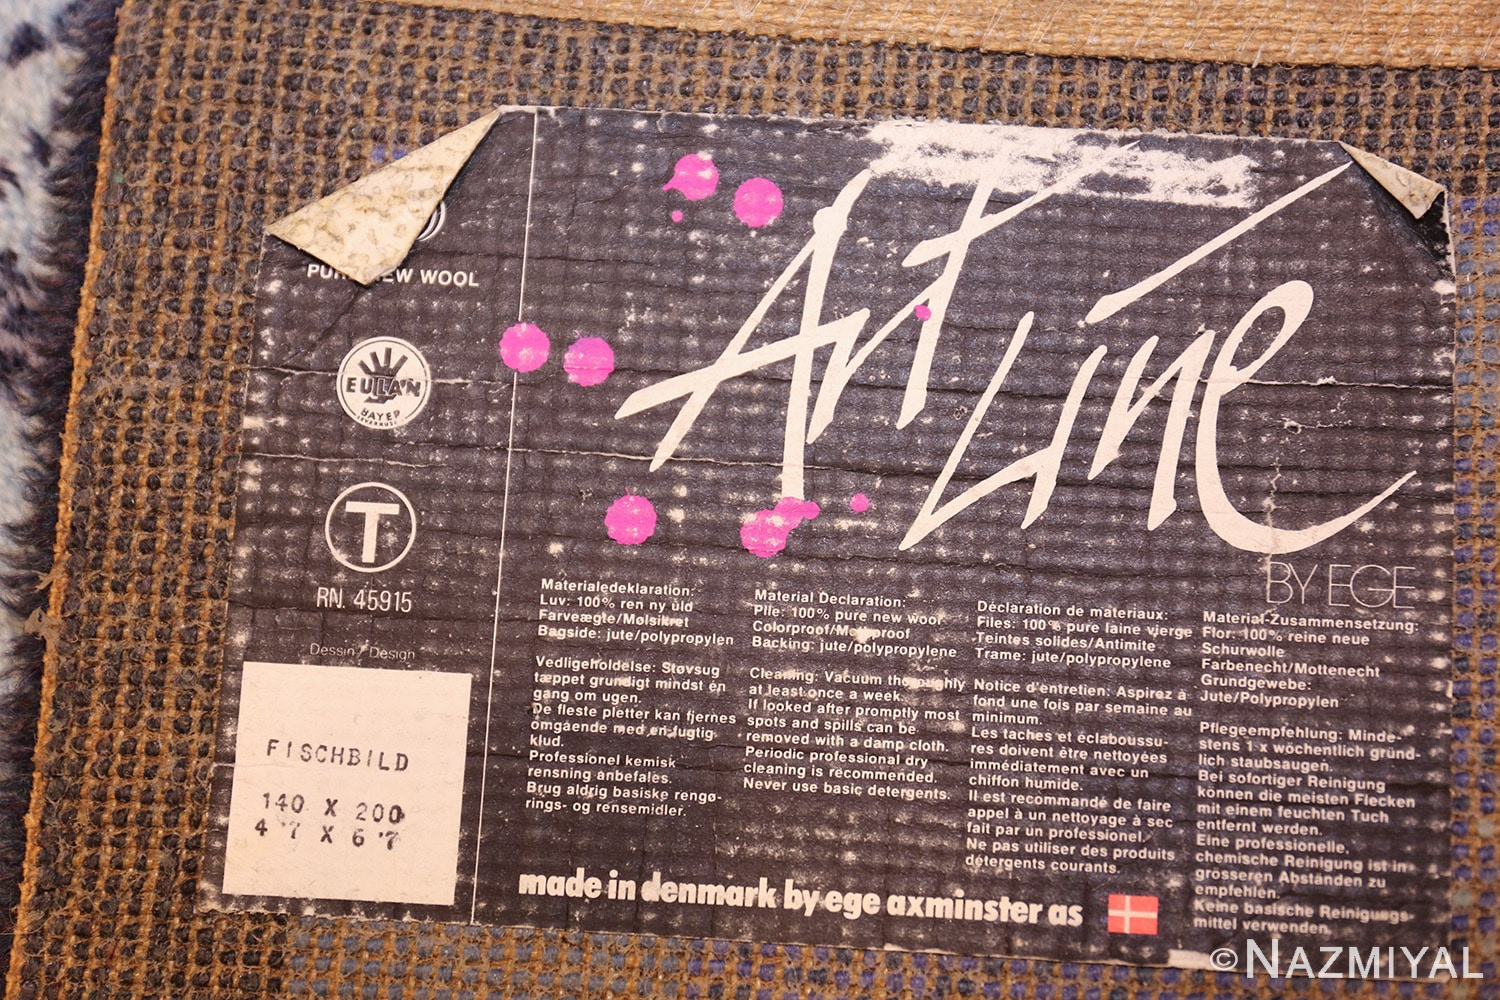 NEW WOOL
EULAN
BAYER
T
RN. 45915
Dessin / Design
FISCHBILD
140 X 200
4'7 X 6'7
Art Line
BY EGE
Materialedeklaration:
Luv: 100% ren ny uld
Farveægte/Mølsikret
Bagside: jute/polypropylen
Vedligeholdelse: Støvsug
tæppet grundigt mindst én
gang om ugen.
De fleste pletter kan fjernes
omgående med en fugtig
klud.
Professionel kemisk
rensning anbefales.
Brug aldrig basiske rengø-
rings- og rensemidler.
Material Declaration:
Pile: 100% pure new wool
Colorproof/Mothproof
Backing: jute/polypropylene
Cleaning: Vacuum thoroughly
at least once a week.
If looked after promptly most
spots and spills can be
removed with a damp cloth.
Periodic professional dry
cleaning is recommended.
Never use basic detergents.
Déclaration de materiaux:
Files: 100% pure laine vierge
Teintes solides/Antimite
Trame: jute/polypropylene
Notice d'entretien: Aspirez à
fond une fois par semaine au
minimum.
Les taches et éclaboussu-
res doivent être nettoyées
immédiatement avec un
chiffon humide.
Il est recommandé de faire
appel à un nettoyage à sec
fait par un professionel.
Ne pas utiliser des produits
détergents courants.
Material-Zusammensetzung:
Flor: 100% reine neue
Schurwolle
Farbenecht/Mottenecht
Grundgewebe:
Jute/Polypropylen
Pflegeempfehlung: Minde-
stens 1 x wöchentlich gründ-
lich staubsaugen.
Bei sofortiger Reinigung
können die meisten Flecken
mit einem feuchten Tuch
entfernt werden.
Eine professionelle,
chemische Reinigung ist in
grösseren Abständen zu
empfehlen.
Keine basische Reinigungs-
mittel verwenden.
made in denmark by ege axminster as
©NAZMIYAL